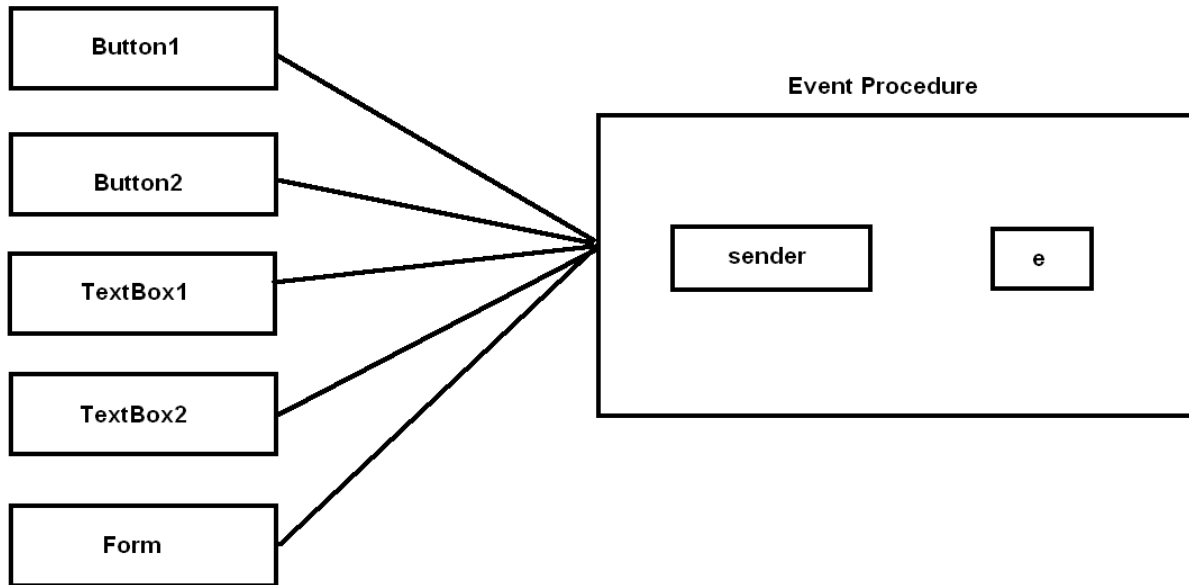 Button1
Button2
TextBox1
TextBox2
Form
Event Procedure
sender
e